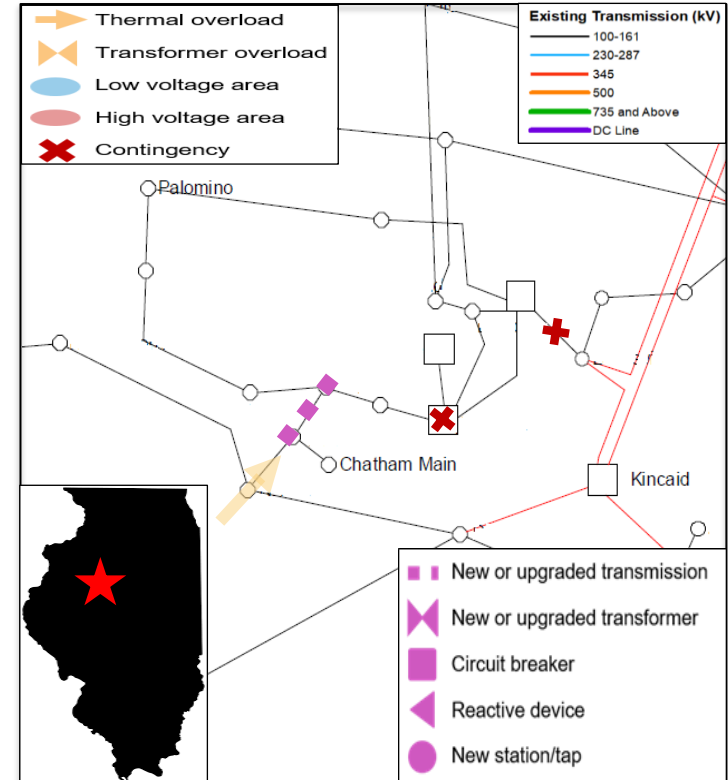 Thermal overload
Transformer overload
Low voltage area
High voltage area
Contingency
Existing Transmission (kV)
100-161
230-287
345
500
735 and Above
DC Line
Palomino
Chatham Main
Kincaid
New or upgraded transmission
New or upgraded transformer
Circuit breaker
Reactive device
New station/tap